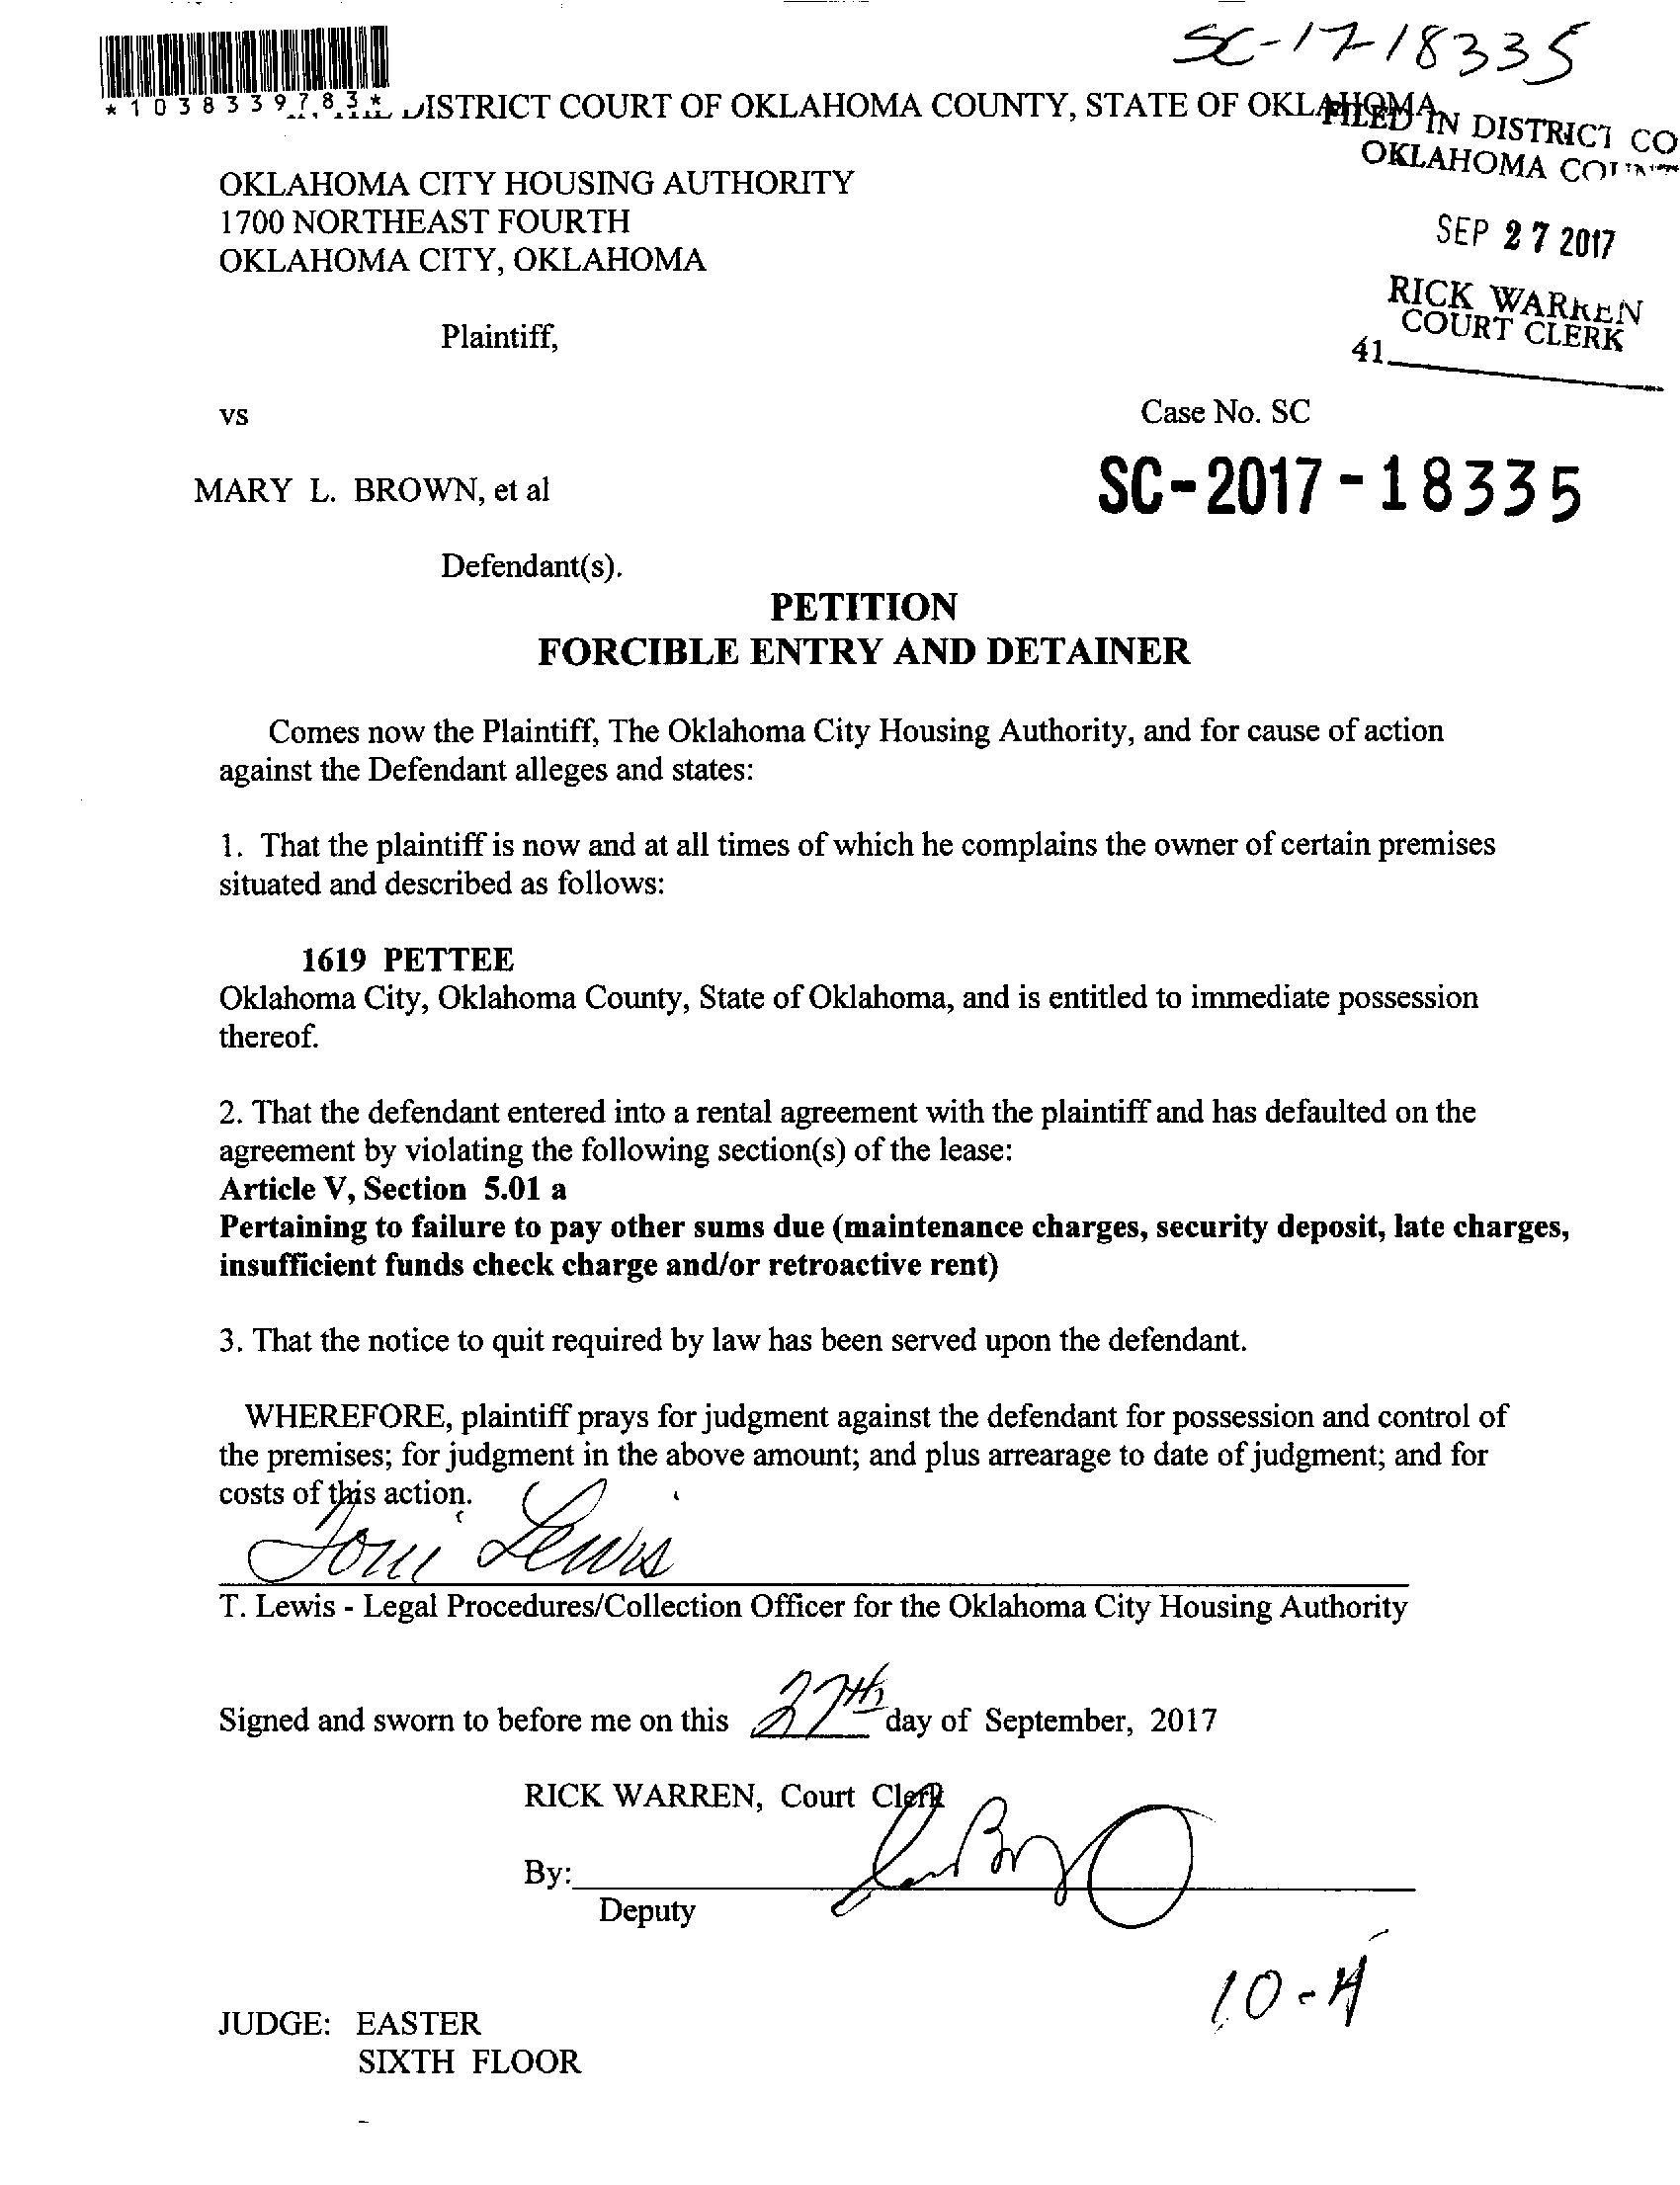 SC-17-18335
*1038339783*
DISTRICT COURT OF OKLAHOMA COUNTY, STATE OF OKLAHOMA
FILED IN DISTRICT CO
OKLAHOMA COUNT
OKLAHOMA CITY HOUSING AUTHORITY
1700 NORTHEAST FOURTH
OKLAHOMA CITY, OKLAHOMA
SEP 27 2017
RICK WARREN
COURT CLERK
41
Plaintiff,
vs
Case No. SC
SC-2017-18335
MARY L. BROWN, et al
Defendant(s).
PETITION
FORCIBLE ENTRY AND DETAINER
Comes now the Plaintiff, The Oklahoma City Housing Authority, and for cause of action
against the Defendant alleges and states:
1. That the plaintiff is now and at all times of which he complains the owner of certain premises
situated and described as follows:
1619 PETTEE
Oklahoma City, Oklahoma County, State of Oklahoma, and is entitled to immediate possession
thereof.
2. That the defendant entered into a rental agreement with the plaintiff and has defaulted on the
agreement by violating the following section(s) of the lease:
Article V, Section 5.01 a
Pertaining to failure to pay other sums due (maintenance charges, security deposit, late charges,
insufficient funds check charge and/or retroactive rent)
3. That the notice to quit required by law has been served upon the defendant.
WHEREFORE, plaintiff prays for judgment against the defendant for possession and control of
the premises; for judgment in the above amount; and plus arrearage to date of judgment; and for
costs of this action.
Toni Lewis
T. Lewis - Legal Procedures/Collection Officer for the Oklahoma City Housing Authority
Signed and sworn to before me on this 27th day of September, 2017
RICK WARREN, Court Clerk
By:
Deputy
10-4
JUDGE: EASTER
SIXTH FLOOR